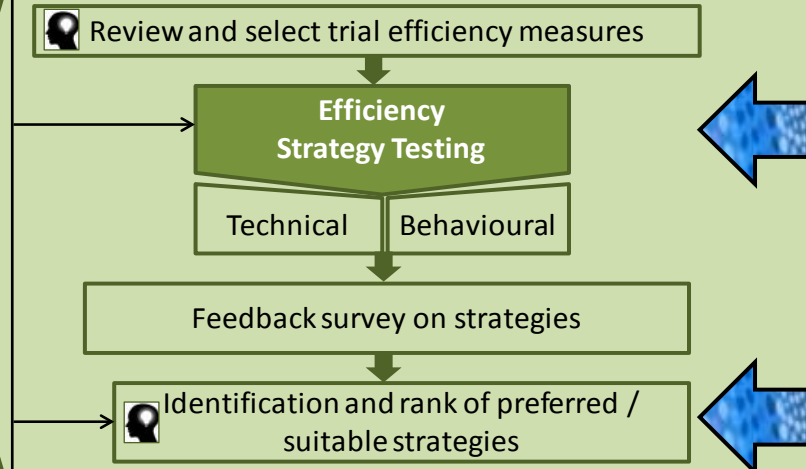 Review and select trial efficiency measures
Efficiency
Strategy Testing
Technical
Behavioural
Feedback survey on strategies
Identification and rank of preferred /
suitable strategies